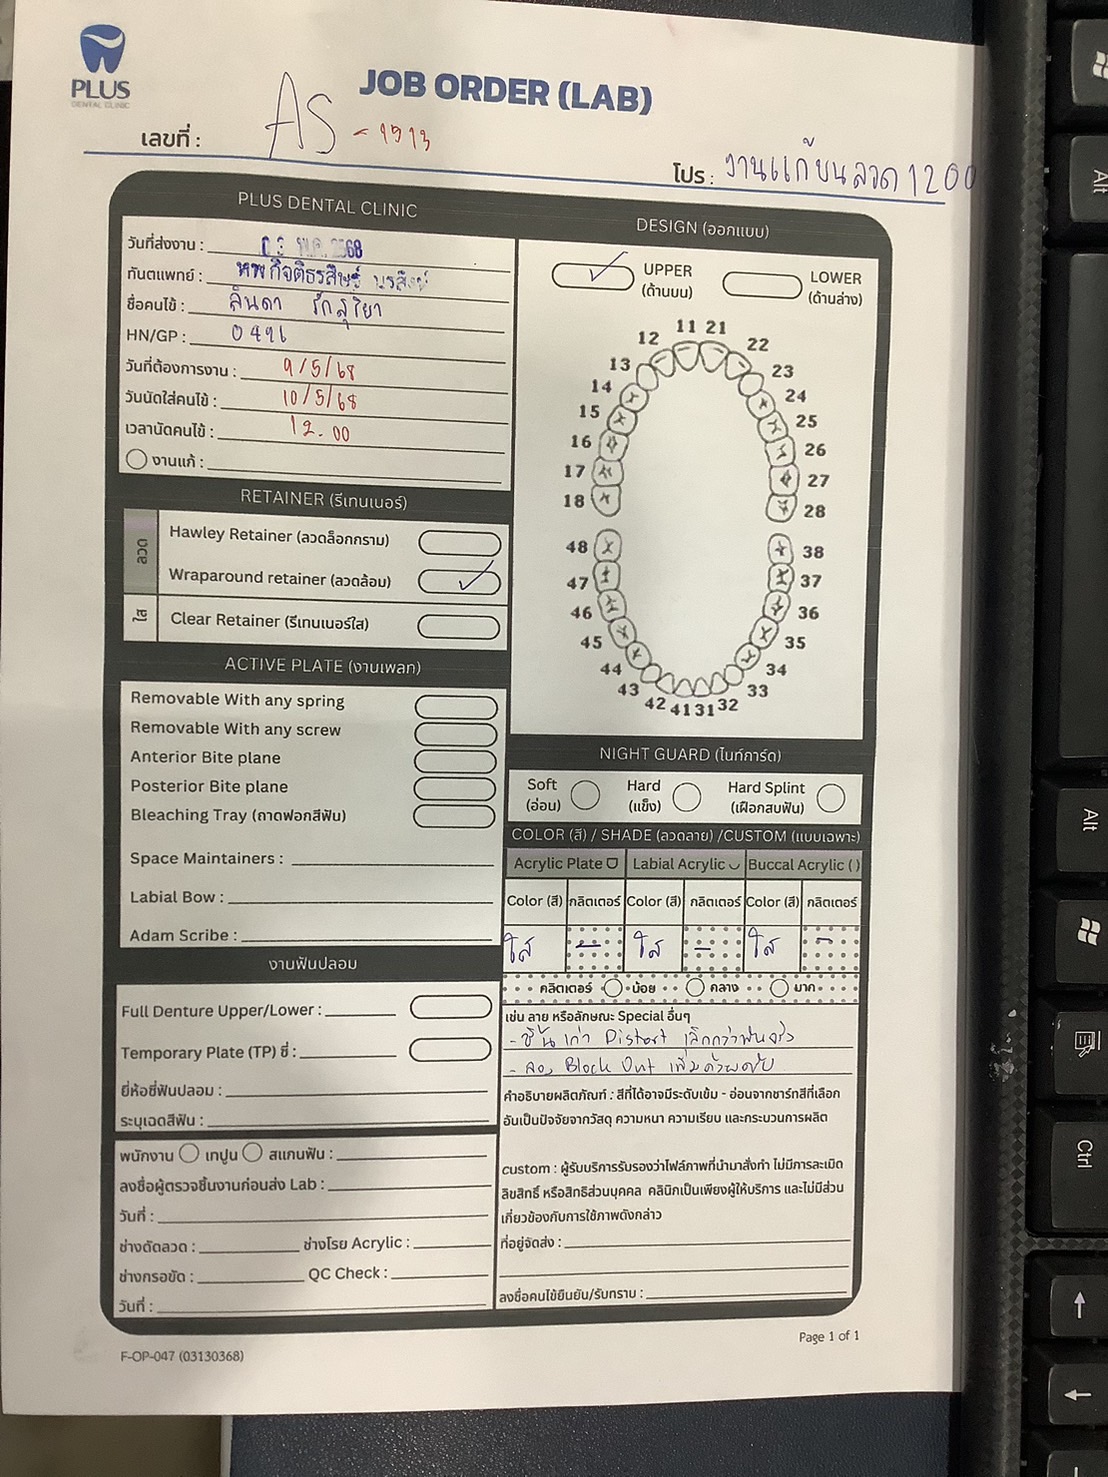 PLUS
DENTAL CLINIC
JOB ORDER (LAB)
เลขที่ : AS - 1913
โปร : งานแก้ขนลวด 1200
PLUS DENTAL CLINIC
วันที่ส่งงาน : 03 พ.ค. 2568
ทันตแพทย์ : ทพ กิจติธรสิษฐ์
ชื่อคนไข้ : ลินดา
HN/GP : 0496
วันที่ต้องการงาน : 9/5/68
วันนัดใส่คนไข้ : 10/5/68
เวลานัดคนไข้ : 12.00
งานแก้ :
RETAINER (รีเทนเนอร์)
ลวด
Hawley Retainer (ลวดล็อกกราม)
Wraparound retainer (ลวดล้อม)
ใส
Clear Retainer (รีเทนเนอร์ใส)
ACTIVE PLATE (งานเพลท)
Removable With any spring
Removable With any screw
Anterior Bite plane
Posterior Bite plane
Bleaching Tray (ถาดฟอกสีฟัน)
Space Maintainers :
Labial Bow :
Adam Scribe :
งานฟันปลอม
Full Denture Upper/Lower :
Temporary Plate (TP) ซี่ :
ยี่ห้อซี่ฟันปลอม :
ระบุเฉดสีฟัน :
พนักงาน เทปูน สแกนฟัน :
ลงชื่อผู้ตรวจชิ้นงานก่อนส่ง Lab :
วันที่ :
ช่างดัดลวด : ช่างโรย Acrylic :
ช่างกรอขัด : QC Check :
วันที่ :
DESIGN (ออกแบบ)
UPPER
(ด้านบน)
LOWER
(ด้านล่าง)
11 21
12 22
13 23
14 24
15 25
16 26
17 27
18 28
48 38
47 37
46 36
45 35
44 34
43 33
42 41 31 32
NIGHT GUARD (ไนท์การ์ด)
Soft
(อ่อน)
Hard
(แข็ง)
Hard Splint
(เฝือกสบฟัน)
COLOR (สี) / SHADE (ลวดลาย) /CUSTOM (แบบเฉพาะ)
Acrylic Plate Labial Acrylic Buccal Acrylic ( )
Color (สี) กลิตเตอร์ Color (สี) กลิตเตอร์ Color (สี) กลิตเตอร์
ใส - ใส - ใส -
กลิตเตอร์ น้อย กลาง มาก
เช่น ลาย หรือลักษณะ Special อื่นๆ
- ชิ้นเก่า Distort เล็กกว่าฟันจริง
- ลอง Block Out เพิ่มด้วยครับ
คำอธิบายผลิตภัณฑ์ : สีที่ได้อาจมีระดับเข้ม - อ่อนจากชาร์ทสีที่เลือก
อันเป็นปัจจัยจากวัสดุ ความหนา ความเรียบ และกระบวนการผลิต
custom : ผู้รับบริการรับรองว่าไฟล์ภาพที่นำมาสั่งทำ ไม่มีการละเมิด
ลิขสิทธิ์ หรือสิทธิส่วนบุคคล คลินิกเป็นเพียงผู้ให้บริการ และไม่มีส่วน
เกี่ยวข้องกับการใช้ภาพดังกล่าว
ที่อยู่จัดส่ง :
ลงชื่อคนไข้ยืนยัน/รับทราบ :
F-OP-047 (03130368)
Page 1 of 1
Alt
Alt
Ctrl